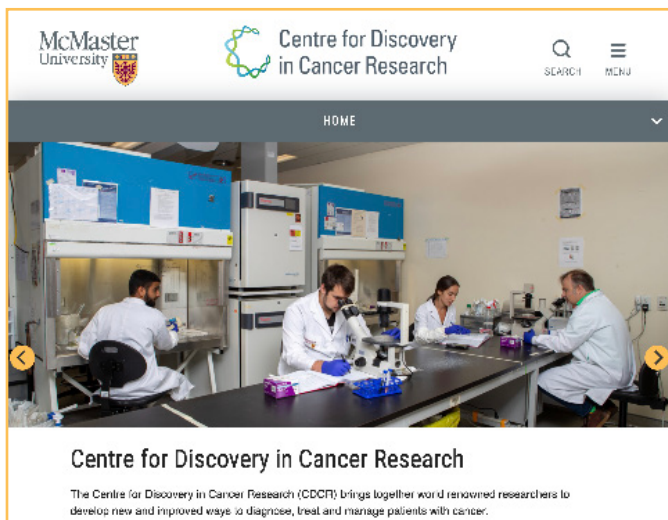 McMaster
University
Centre for Discovery
in Cancer Research
SEARCH
MENU
HOME
Centre for Discovery in Cancer Research
The Centre for Discovery in Cancer Research (CDCR) brings together world renowned researchers to
develop new and improved ways to diagnose, treat and manage patients with cancer.